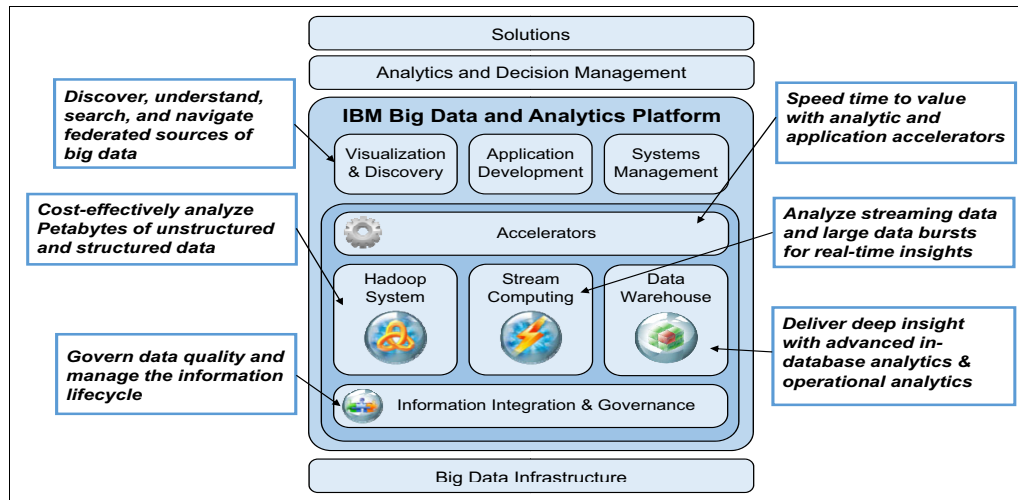 Solutions
Analytics and Decision Management
IBM Big Data and Analytics Platform
Visualization
& Discovery
Application
Development
Systems
Management
Accelerators
Hadoop
System
Stream
Computing
Data
Warehouse
Information Integration & Governance
Big Data Infrastructure
Discover, understand,
search, and navigate
federated sources of
big data
Cost-effectively analyze
Petabytes of unstructured
and structured data
Govern data quality and
manage the information
lifecycle
Speed time to value
with analytic and
application accelerators
Analyze streaming data
and large data bursts
for real-time insights
Deliver deep insight
with advanced in-
database analytics &
operational analytics